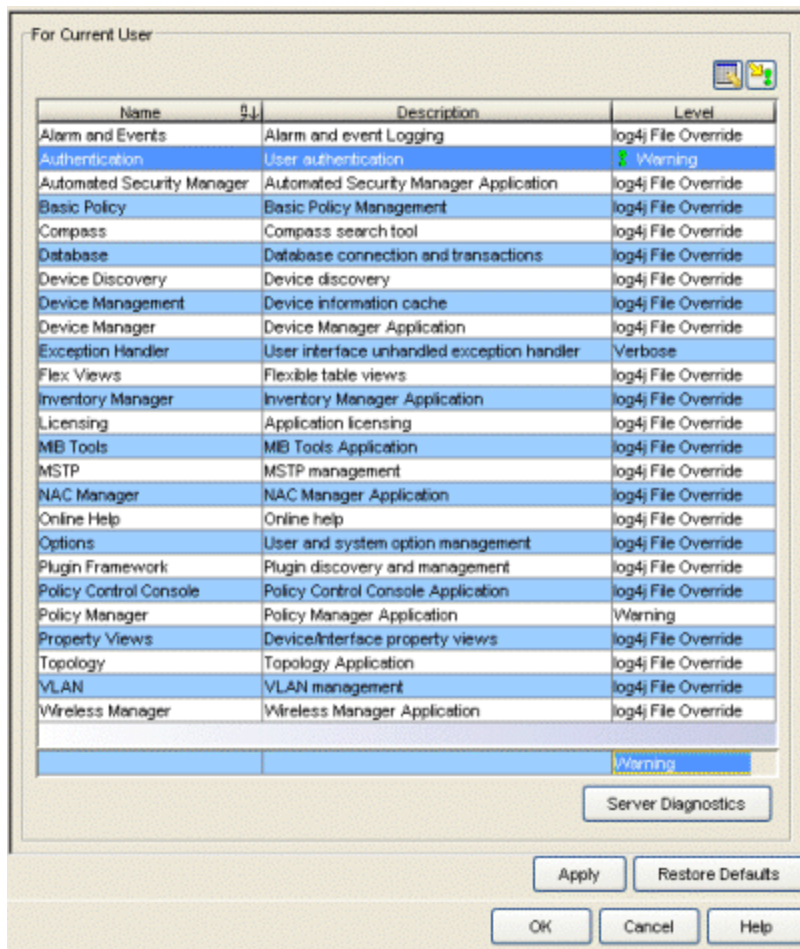 For Current User
Name Description Level
Alarm and Events Alarm and event Logging log4j File Override
Authentication User authentication Warning
Automated Security Manager Automated Security Manager Application log4j File Override
Basic Policy Basic Policy Management log4j File Override
Compass Compass search tool log4j File Override
Database Database connection and transactions log4j File Override
Device Discovery Device discovery log4j File Override
Device Management Device information cache log4j File Override
Device Manager Device Manager Application log4j File Override
Exception Handler User interface unhandled exception handler Verbose
Flex Views Flexible table views log4j File Override
Inventory Manager Inventory Manager Application log4j File Override
Licensing Application licensing log4j File Override
MIB Tools MIB Tools Application log4j File Override
MSTP MSTP management log4j File Override
NAC Manager NAC Manager Application log4j File Override
Online Help Online help log4j File Override
Options User and system option management log4j File Override
Plugin Framework Plugin discovery and management log4j File Override
Policy Control Console Policy Control Console Application log4j File Override
Policy Manager Policy Manager Application Warning
Property Views Device/Interface property views log4j File Override
Topology Topology Application log4j File Override
VLAN VLAN management log4j File Override
Wireless Manager Wireless Manager Application log4j File Override
Warning
Server Diagnostics
Apply Restore Defaults
OK Cancel Help